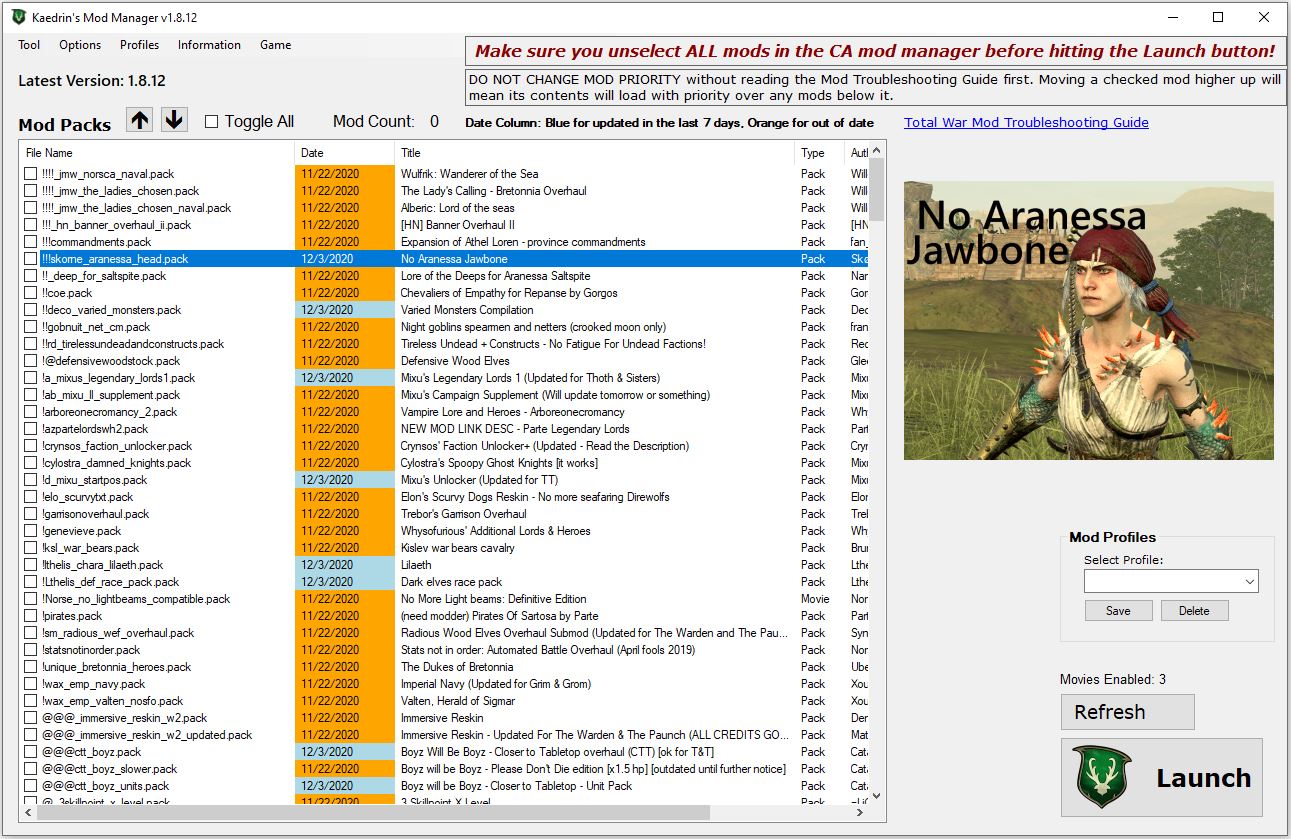 Kaedrin's Mod Manager v1.8.12
Tool Options Profiles Information Game
Make sure you unselect ALL mods in the CA mod manager before hitting the Launch button!
Latest Version: 1.8.12
DO NOT CHANGE MOD PRIORITY without reading the Mod Troubleshooting Guide first. Moving a checked mod higher up will
mean its contents will load with priority over any mods below it.
Mod Packs Toggle All Mod Count: 0 Date Column: Blue for updated in the last 7 days, Orange for out of date Total War Mod Troubleshooting Guide
File Name Date Title Type Auth
!!!!_jmw_norsca_naval.pack 11/22/2020 Wulfrik: Wanderer of the Sea Pack Will
!!!!_jmw_the_ladies_chosen.pack 11/22/2020 The Lady's Calling - Bretonnia Overhaul Pack Will
!!!!_jmw_the_ladies_chosen_naval.pack 11/22/2020 Alberic: Lord of the seas Pack Will
!!!_hn_banner_overhaul_ii.pack 11/22/2020 [HN] Banner Overhaul II Pack [HN
!!!commandments.pack 11/22/2020 Expansion of Athel Loren - province commandments Pack fan_
!!!skorne_aranessa_head.pack 12/3/2020 No Aranessa Jawbone Pack Skø
!!_deep_for_saltspite.pack 11/22/2020 Lore of the Deeps for Aranessa Saltspite Pack
!!coe.pack 11/22/2020 Chevaliers of Empathy for Repanse by Gorgos Pack Gor
!!deco_varied_monsters.pack 12/3/2020 Varied Monsters Compilation Pack Dec
!!gobnuit_net_cm.pack 11/22/2020 Night goblins spearmen and netters (crooked moon only) Pack fran
!!rd_tirelessundeadandconstructs.pack 11/22/2020 Tireless Undead + Constructs - No Fatigue For Undead Factions! Pack Rec
!@defensivewoodstock.pack 11/22/2020 Defensive Wood Elves Pack Glee
!a_mixus_legendary_lords1.pack 12/3/2020 Mixu's Legendary Lords 1 (Updated for Thoth & Sisters) Pack Mixu
!ab_mixu_ll_supplement.pack 11/22/2020 Mixu's Campaign Supplement (Will update tomorrow or something) Pack Mixu
!arboreonecromancy_2.pack 11/22/2020 Vampire Lore and Heroes - Arboreonecromancy Pack Why
!azpartelordswh2.pack 11/22/2020 NEW MOD LINK DESC - Parte Legendary Lords Pack Part
!crynsos_faction_unlocker.pack 11/22/2020 Crynsos' Faction Unlocker+ (Updated - Read the Description) Pack Cryn
!cylostra_damned_knights.pack 11/22/2020 Cylostra's Spoopy Ghost Knights [it works] Pack Mixu
!d_mixu_startpos.pack 12/3/2020 Mixu's Unlocker (Updated for TT) Pack Mixu
!elo_scurvytxt.pack 11/22/2020 Elon's Scurvy Dogs Reskin - No more seafaring Direwolfs Pack Elon
!garrisonoverhaul.pack 11/22/2020 Trebor's Garrison Overhaul Pack Trel
!genevieve.pack 11/22/2020 Whysofurious' Additional Lords & Heroes Pack Why
!ksl_war_bears.pack 11/22/2020 Kislev war bears cavalry Pack Brun
!lthelis_chara_lilaeth.pack 12/3/2020 Lilaeth Pack Lthe
!Lthelis_def_race_pack.pack 12/3/2020 Dark elves race pack Pack Lthe
!Norse_no_lightbeams_compatible.pack 11/22/2020 No More Light beams: Definitive Edition Movie Nor
!pirates.pack 11/22/2020 (need modder) Pirates Of Sartosa by Parte Pack Part
!sm_radious_wef_overhaul.pack 11/22/2020 Radious Wood Elves Overhaul Submod (Updated for The Warden and The Pau... Pack Syn
!statsnotinorder.pack 11/22/2020 Stats not in order: Automated Battle Overhaul (April fools 2019) Pack Nor
!unique_bretonnia_heroes.pack 11/22/2020 The Dukes of Bretonnia Pack Ube
!wax_emp_navy.pack 11/22/2020 Imperial Navy (Updated for Grim & Grom) Pack Xou
!wax_emp_valten_nosfo.pack 11/22/2020 Valten, Herald of Sigmar Pack Xou
@@@_immersive_reskin_w2.pack 11/22/2020 Immersive Reskin Pack Der
@@@_immersive_reskin_w2_updated.pack 11/22/2020 Immersive Reskin - Updated For The Warden & The Paunch (ALL CREDITS GO... Pack Mat
@@@ctt_boyz.pack 12/3/2020 Boyz Will Be Boyz - Closer to Tabletop overhaul (CTT) [ok for T&T] Pack Cata
@@@ctt_boyz_slower.pack 11/22/2020 Boyz will be Boyz - Please Don't Die edition [x1.5 hp] [outdated until further notice] Pack Cata
@@@ctt_boyz_units.pack 12/3/2020 Boyz will be Boyz - Closer to Tabletop - Unit Pack Pack Cata
@_3skillpoint_x_level.pack 11/22/2020 3 Skillpoint X Level Pack
No Aranessa
Jawbone
Mod Profiles
Select Profile:
Save Delete
Movies Enabled: 3
Refresh
Launch